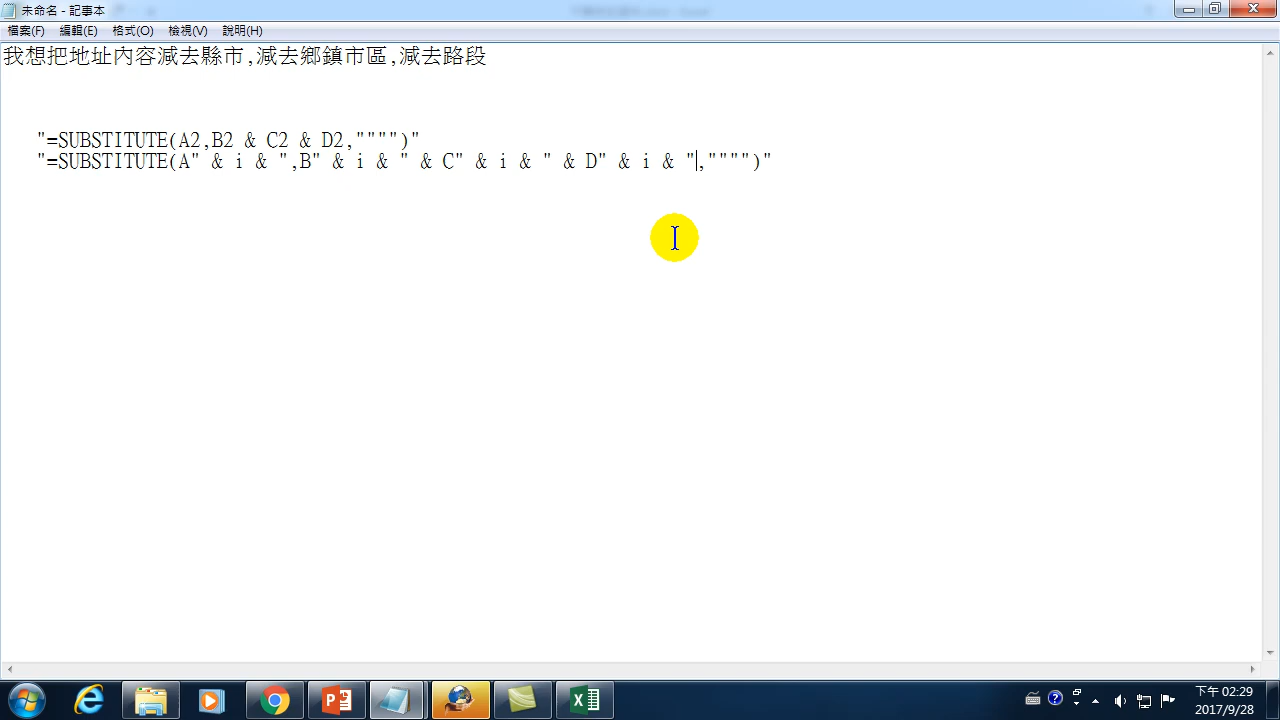 未命名 - 記事本
檔案(F) 編輯(E) 格式(O) 檢視(V) 說明(H)
我想把地址內容減去縣市,減去鄉鎮市區,減去路段
"=SUBSTITUTE(A2,B2 & C2 & D2,"""")"
"=SUBSTITUTE(A" & i & ",B" & i & " & C" & i & " & D" & i & ","""")"
下午 02:29
2017/9/28